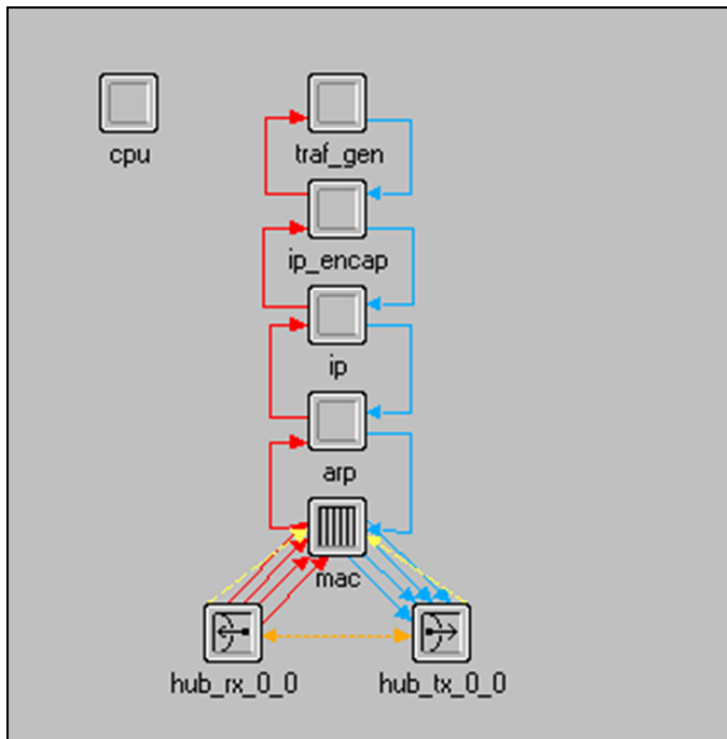 cpu
traf_gen
ip_encap
ip
arp
mac
hub_rx_0_0
hub_tx_0_0